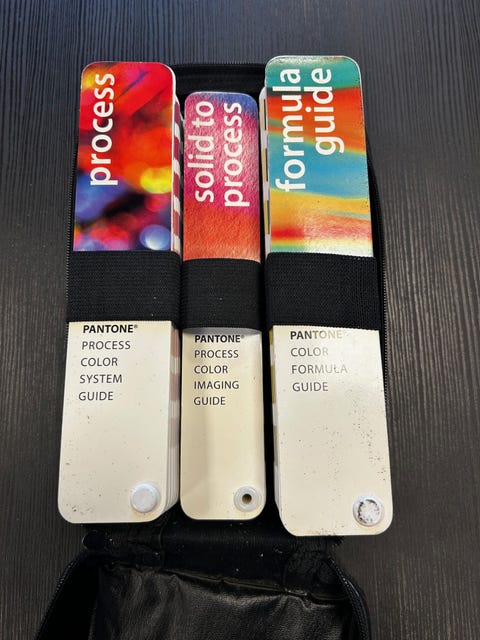 process
PANTONE®
PROCESS
COLOR
SYSTEM
GUIDE
solid to
process
PANTONE®
PROCESS
COLOR
IMAGING
GUIDE
formula
guide
PANTONE®
COLOR
FORMULA
GUIDE